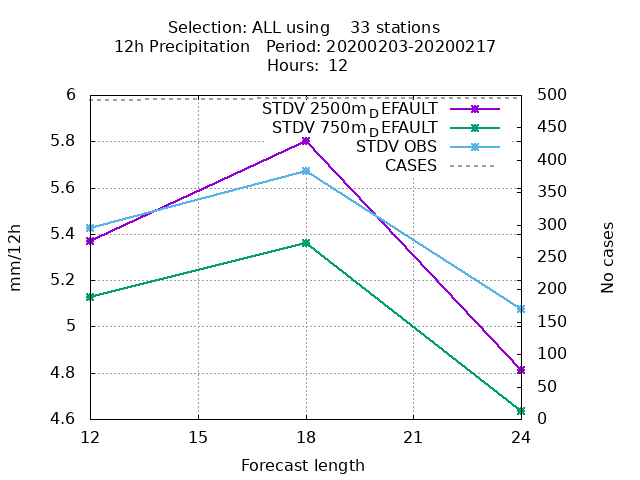 Selection: ALL using    33 stations
12h Precipitation   Period: 20200203-20200217
Hours:  12
6
5.8
5.6
5.4
5.2
5
4.8
4.6
500
450
400
350
300
250
200
150
100
50
0
STDV 2500m_DEFAULT
STDV 750m_DEFAULT
STDV OBS
CASES
mm/12h
No cases
12 15 18 21 24
Forecast length